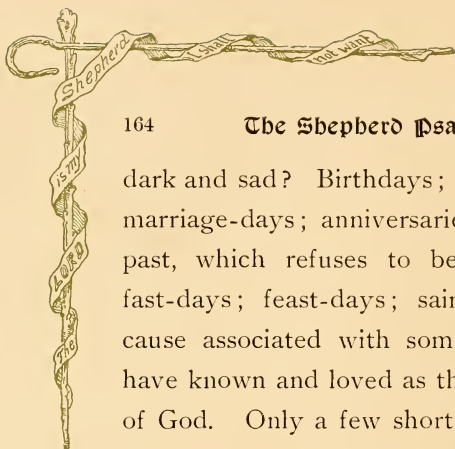 The
LORD
is my
Shepherd
I shall
not want
164 The Shepherd Psa
dark and sad? Birthdays;
marriage-days; anniversarie
past, which refuses to be
fast-days; feast-days; sain
cause associated with som
have known and loved as th
of God. Only a few short